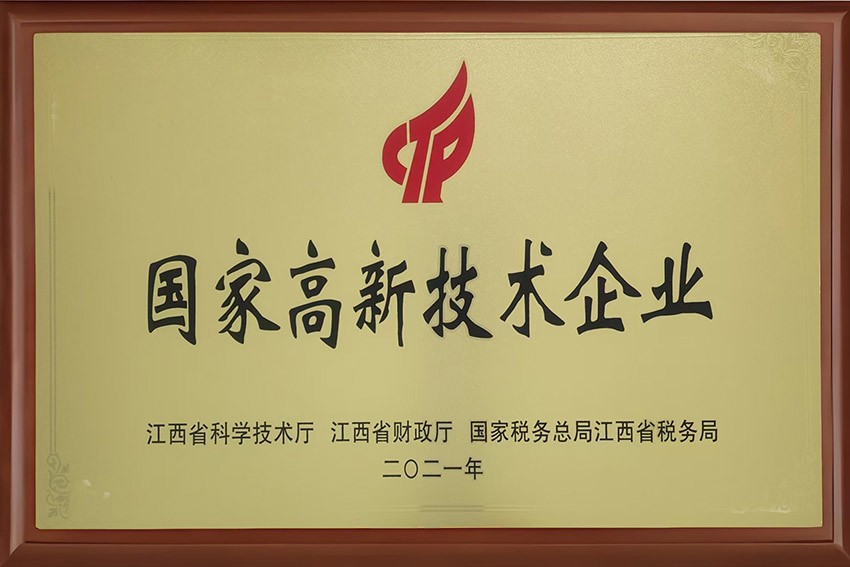 CTP
国家高新技术企业
江西省科学技术厅 江西省财政厅 国家税务总局江西省税务局
二〇二一年